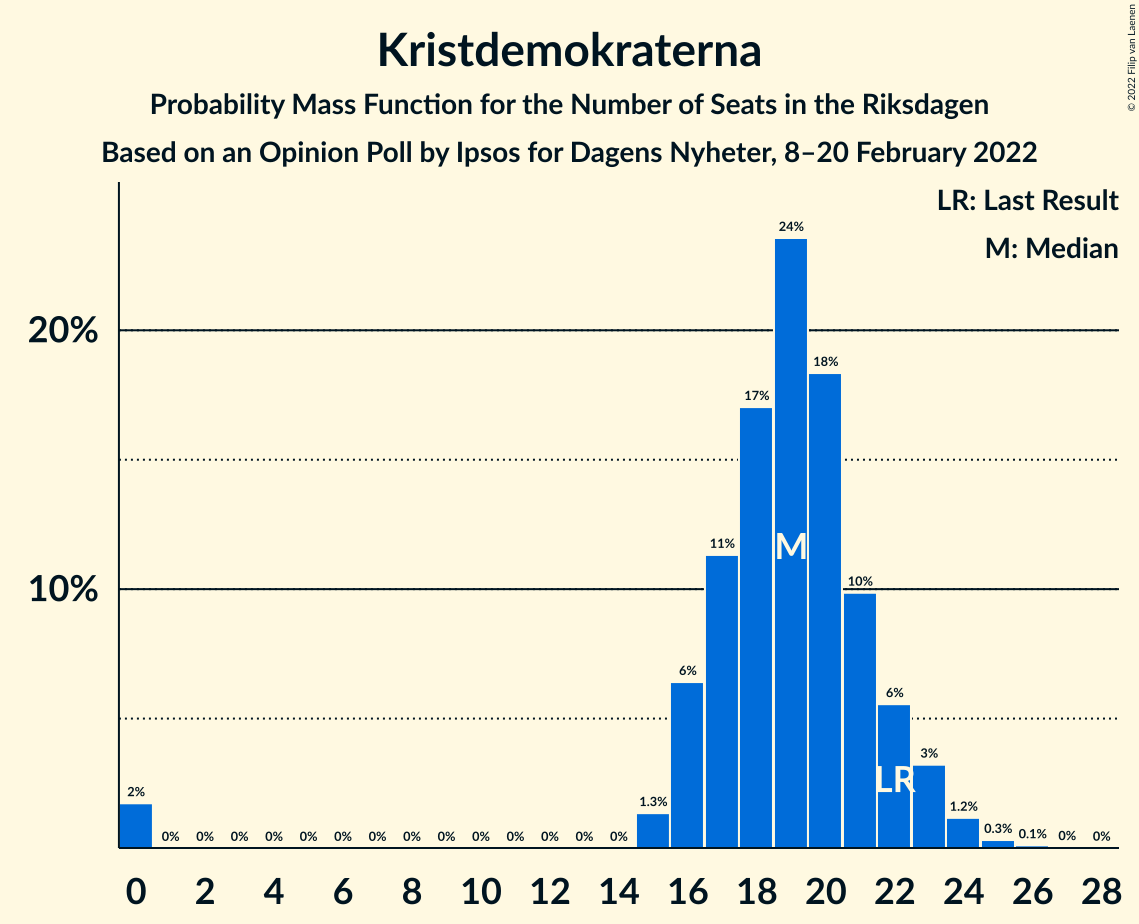 Kristdemokraterna
Probability Mass Function for the Number of Seats in the Riksdagen
Based on an Opinion Poll by Ipsos for Dagens Nyheter, 8–20 February 2022
© 2022 Filip van Laenen
LR: Last Result
M: Median
24%
20%
18%
17%
11%
M
10%
10%
6%
6%
3%
LR
2%
1.3%
1.2%
0.3%
0.1%
0% 0% 0% 0% 0% 0% 0% 0% 0% 0% 0% 0% 0% 0% 0% 0%
0 2 4 6 8 10 12 14 16 18 20 22 24 26 28